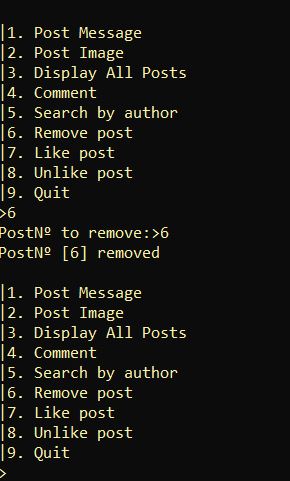 |1. Post Message
|2. Post Image
|3. Display All Posts
|4. Comment
|5. Search by author
|6. Remove post
|7. Like post
|8. Unlike post
|9. Quit
>6
PostNº to remove:>6
PostNº [6] removed
|1. Post Message
|2. Post Image
|3. Display All Posts
|4. Comment
|5. Search by author
|6. Remove post
|7. Like post
|8. Unlike post
|9. Quit
>